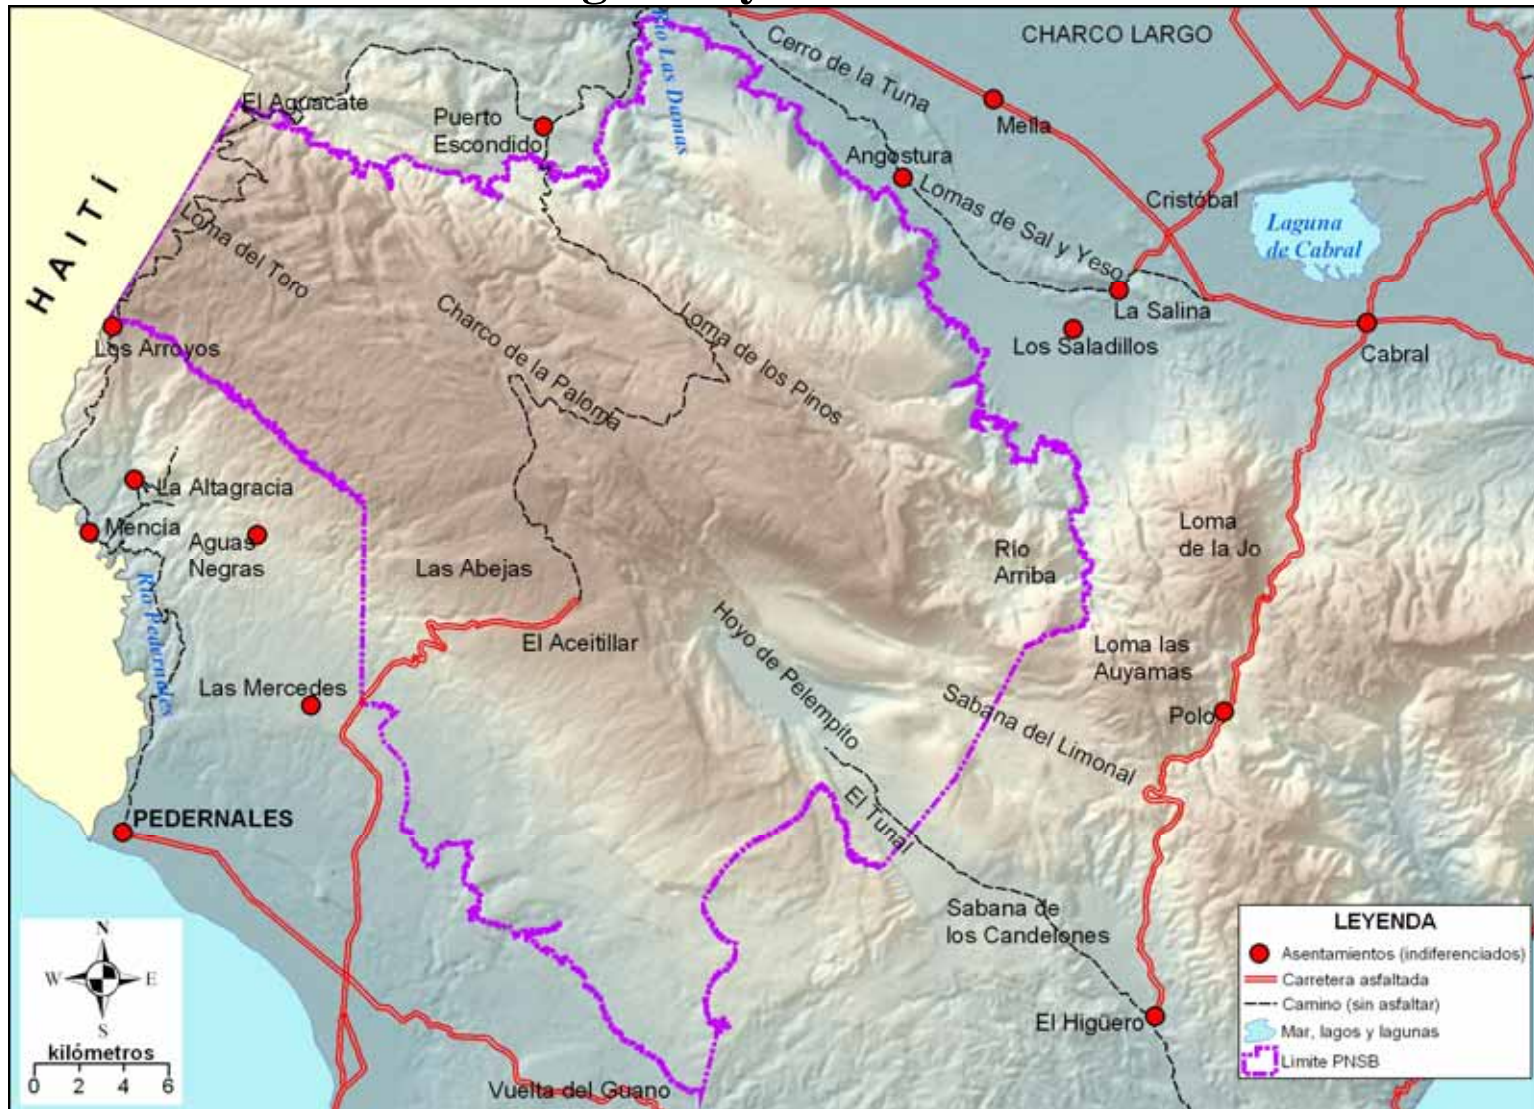 CHARCO LARGO
Cerro de la Tuna
Río Las Damas
El Aguacate
Puerto
Escondido
Mella
Angostura
Lomas de Sal y Yeso
Cristóbal
Laguna
de Cabral
HAITÍ
Loma del Toro
La Salina
Los Saladillos
Cabral
Los Arroyos
Charco de la Paloma
Loma de los Pinos
La Altagracia
Mencía
Aguas
Negras
Las Abejas
Río
Arriba
Loma
de la Jo
Río Pedernales
El Aceitillar
Hoyo de Pelempito
Loma las
Auyamas
Las Mercedes
Sabana del Limonal
Polo
El Tunal
PEDERNALES
Sabana de
los Candelones
El Higüero
Vuelta del Guano
N
W
E
S
kilómetros
0 2 4 6
LEYENDA
Asentamientos (indiferenciados)
Carretera asfaltada
Camino (sin asfaltar)
Mar, lagos y lagunas
Limite PNSB